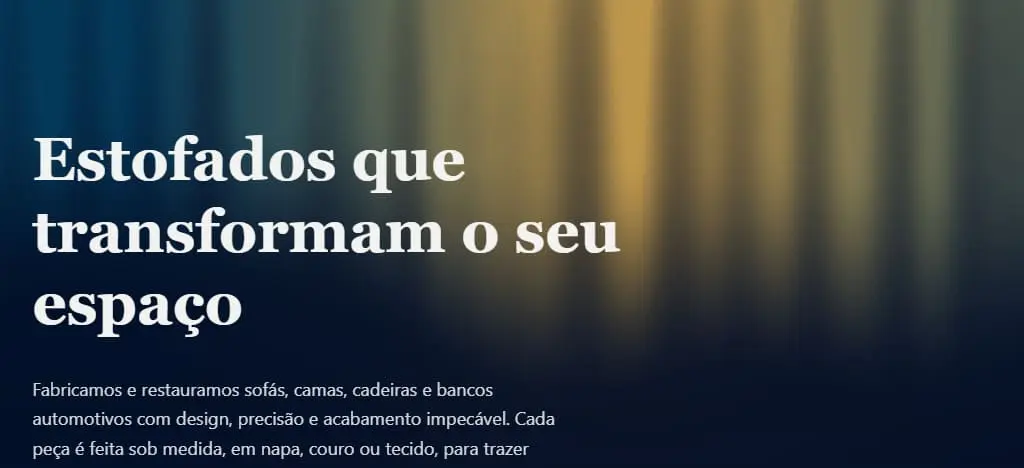 Estofados que
transformam o seu
espaço
Fabricamos e restauramos sofás, camas, cadeiras e bancos
automotivos com design, precisão e acabamento impecável. Cada
peça é feita sob medida, em napa, couro ou tecido, para trazer